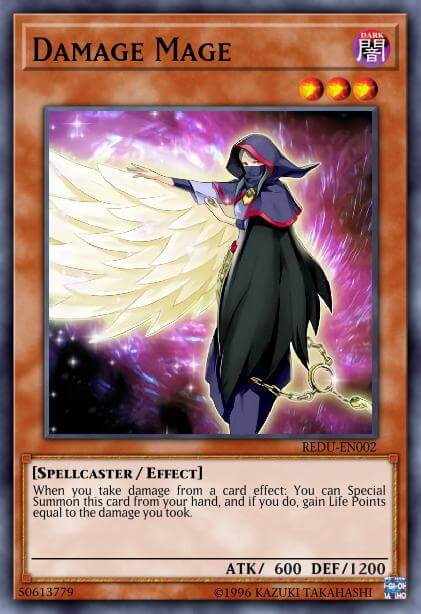 Damage Mage
DARK
闇
REDU-EN002
[Spellcaster / Effect]
When you take damage from a card effect: You can Special
Summon this card from your hand, and if you do, gain Life Points
equal to the damage you took.
ATK/ 600 DEF/1200
50613779
©1996 KAZUKI TAKAHASHI